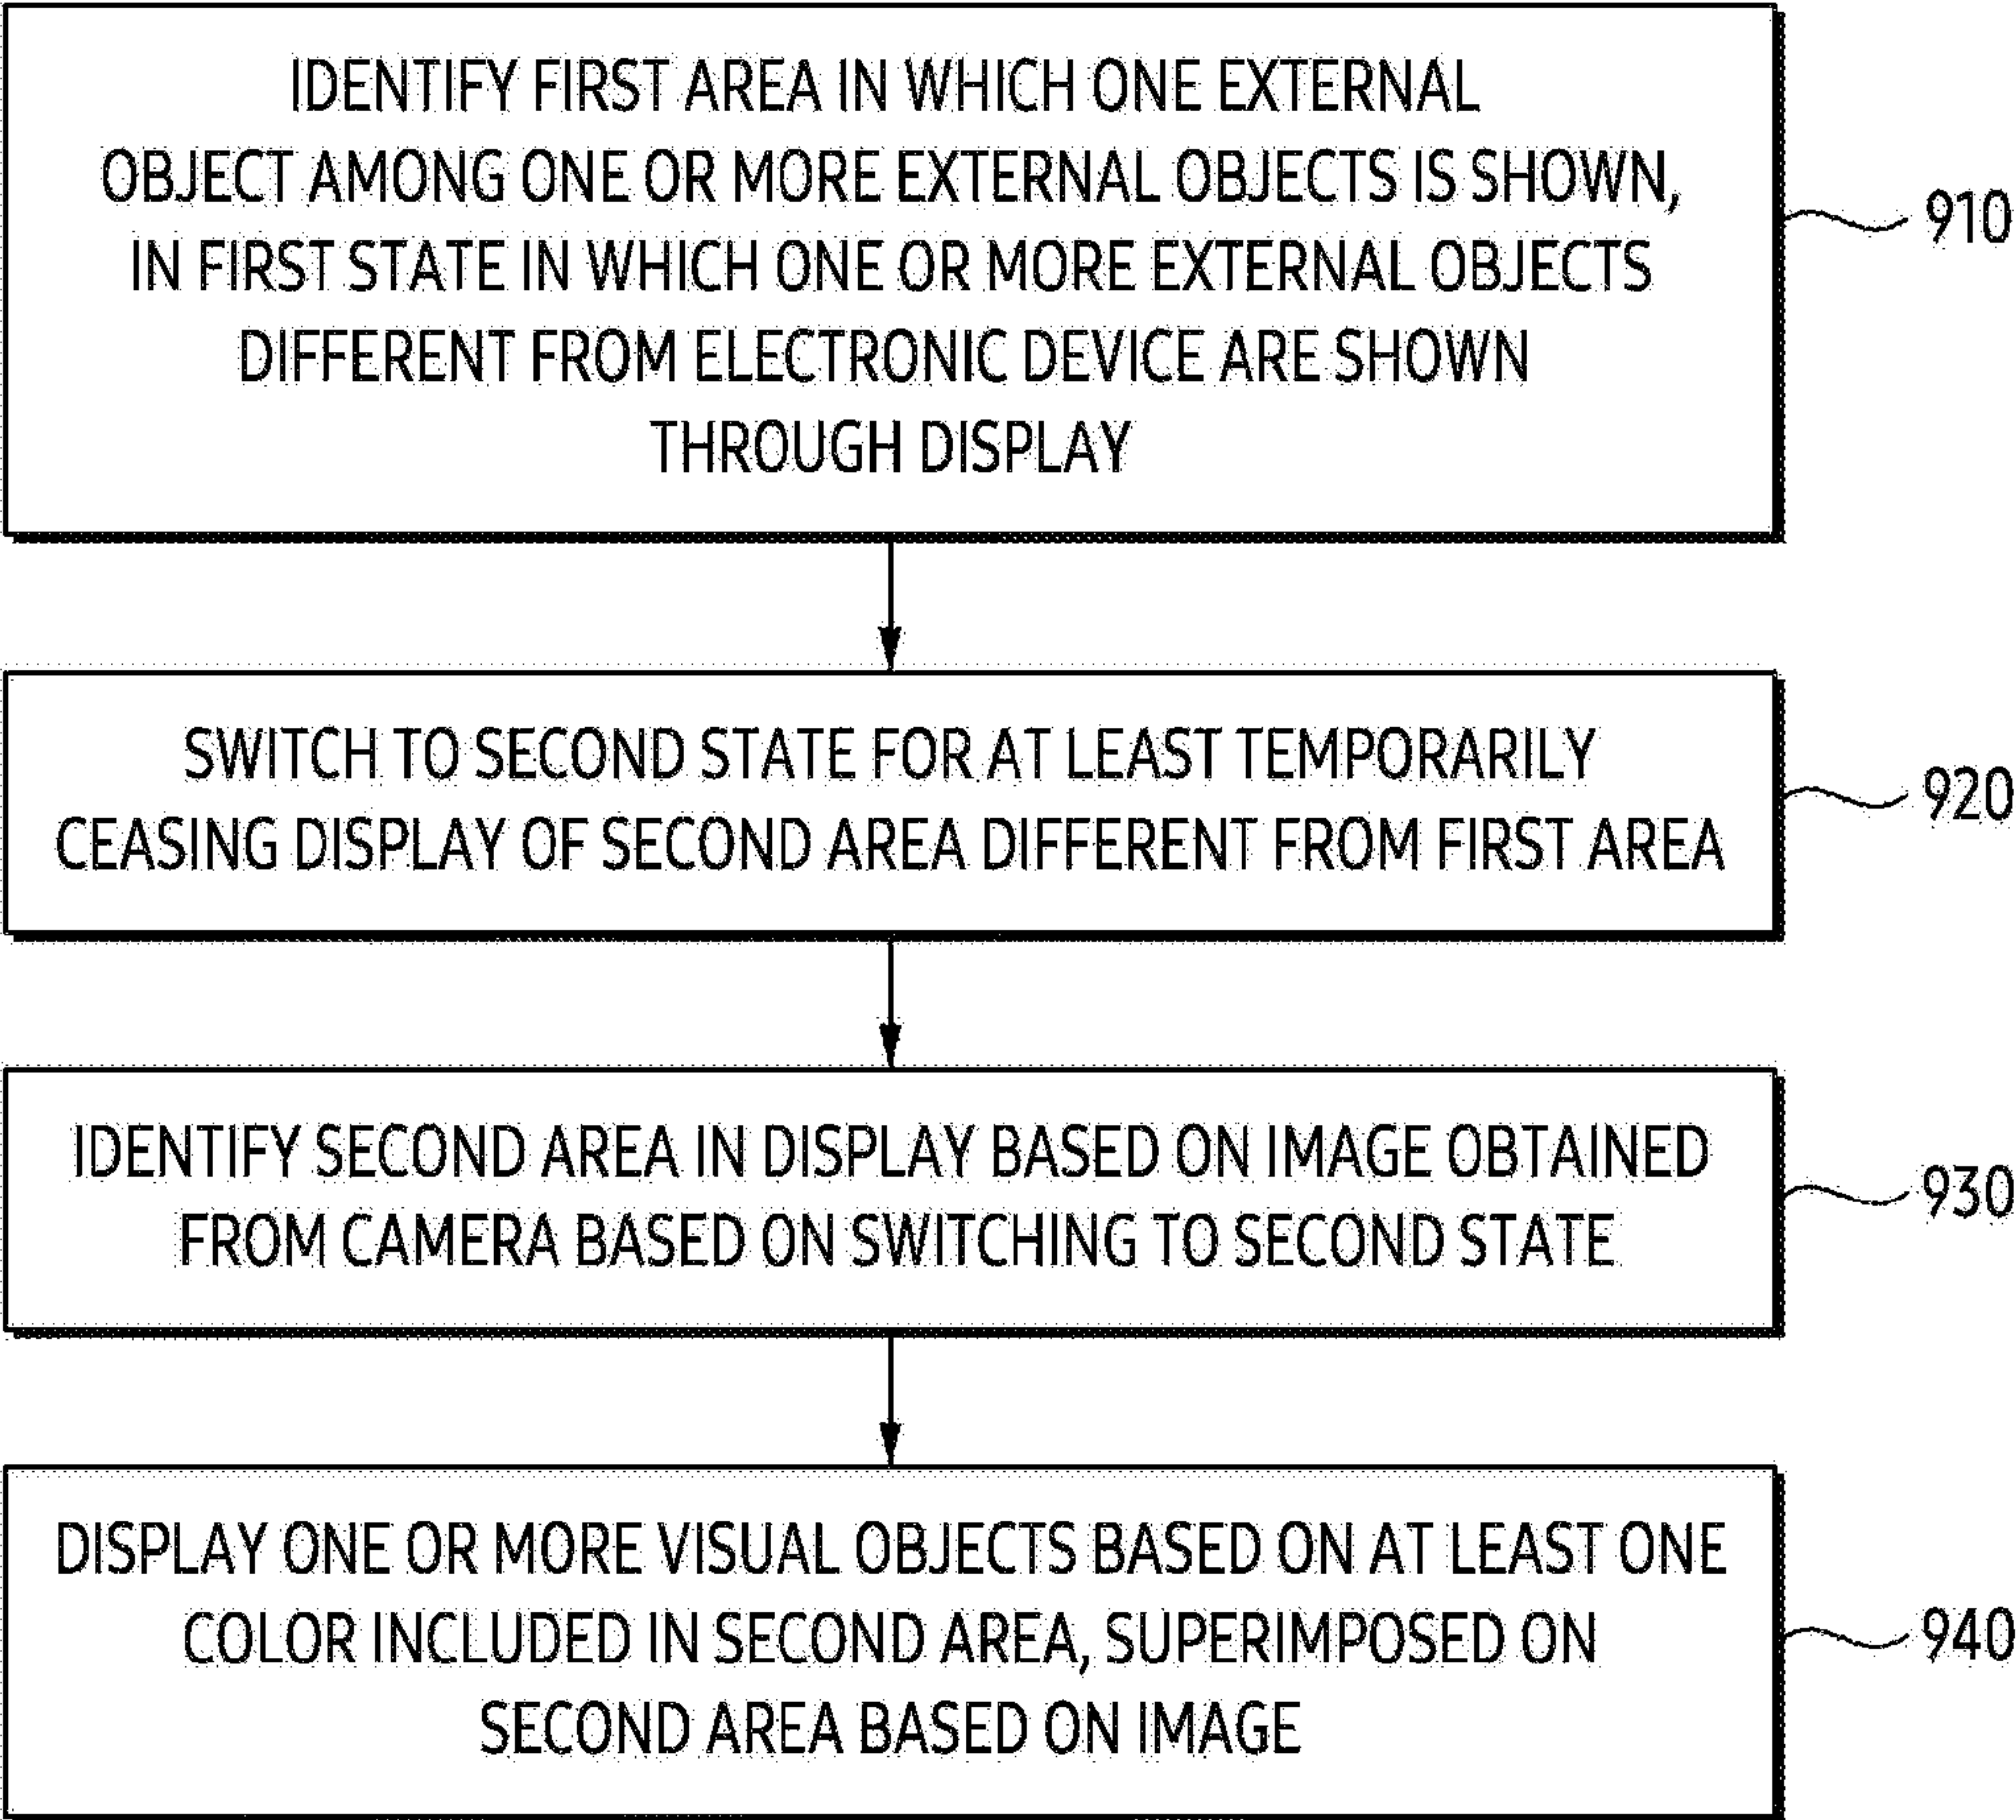 IDENTIFY FIRST AREA IN WHICH ONE EXTERNAL
OBJECT AMONG ONE OR MORE EXTERNAL OBJECTS IS SHOWN,
IN FIRST STATE IN WHICH ONE OR MORE EXTERNAL OBJECTS
DIFFERENT FROM ELECTRONIC DEVICE ARE SHOWN
THROUGH DISPLAY
910
SWITCH TO SECOND STATE FOR AT LEAST TEMPORARILY
CEASING DISPLAY OF SECOND AREA DIFFERENT FROM FIRST AREA
920
IDENTIFY SECOND AREA IN DISPLAY BASED ON IMAGE OBTAINED
FROM CAMERA BASED ON SWITCHING TO SECOND STATE
930
DISPLAY ONE OR MORE VISUAL OBJECTS BASED ON AT LEAST ONE
COLOR INCLUDED IN SECOND AREA, SUPERIMPOSED ON
SECOND AREA BASED ON IMAGE
940